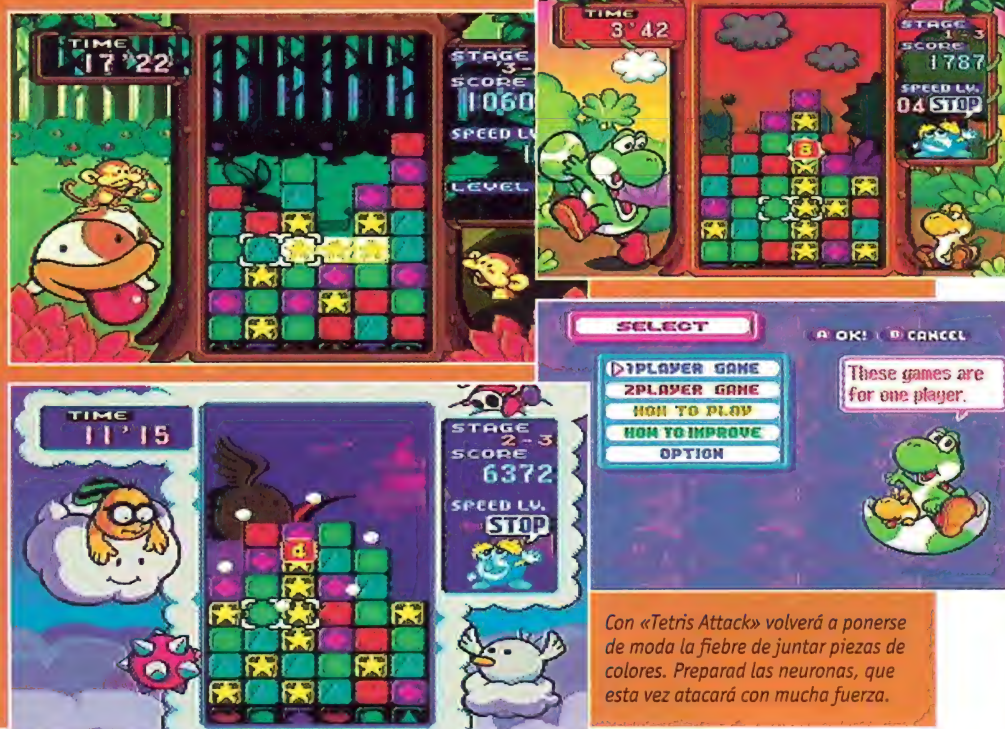 TIME
17'22
STAGE
3-
SCORE
1060
SPEED LV
LEVEL
TIME
3'42
STAGE
1-3
SCORE
1787
SPEED LV.
04 STOP
8
SELECT
A OK! B CANCEL
1PLAYER GAME
2PLAYER GAME
HOW TO PLAY
HOW TO IMPROVE
OPTION
These games are
for one player.
TIME
11'15
STAGE
2-3
SCORE
6372
SPEED LV.
STOP
4
Con «Tetris Attack» volverá a ponerse
de moda la fiebre de juntar piezas de
colores. Preparad las neuronas, que
esta vez atacará con mucha fuerza.